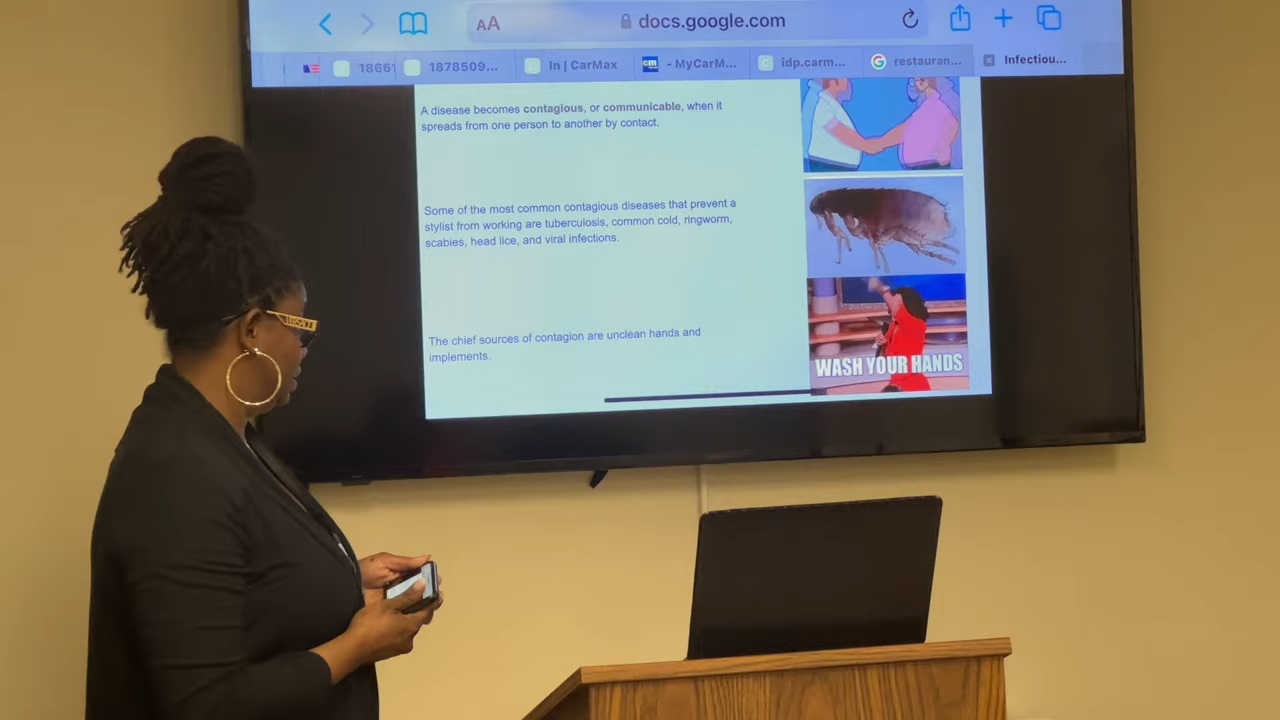 AA
docs.google.com
18661
1878509...
In | CarMax
cm
- MyCarM...
idp.carm...
restauran...
Infectiou...
A disease becomes contagious, or communicable, when it
spreads from one person to another by contact.
Some of the most common contagious diseases that prevent a
stylist from working are tuberculosis, common cold, ringworm,
scabies, head lice, and viral infections.
The chief sources of contagion are unclean hands and
implements.
WASH YOUR HANDS
VERSACE